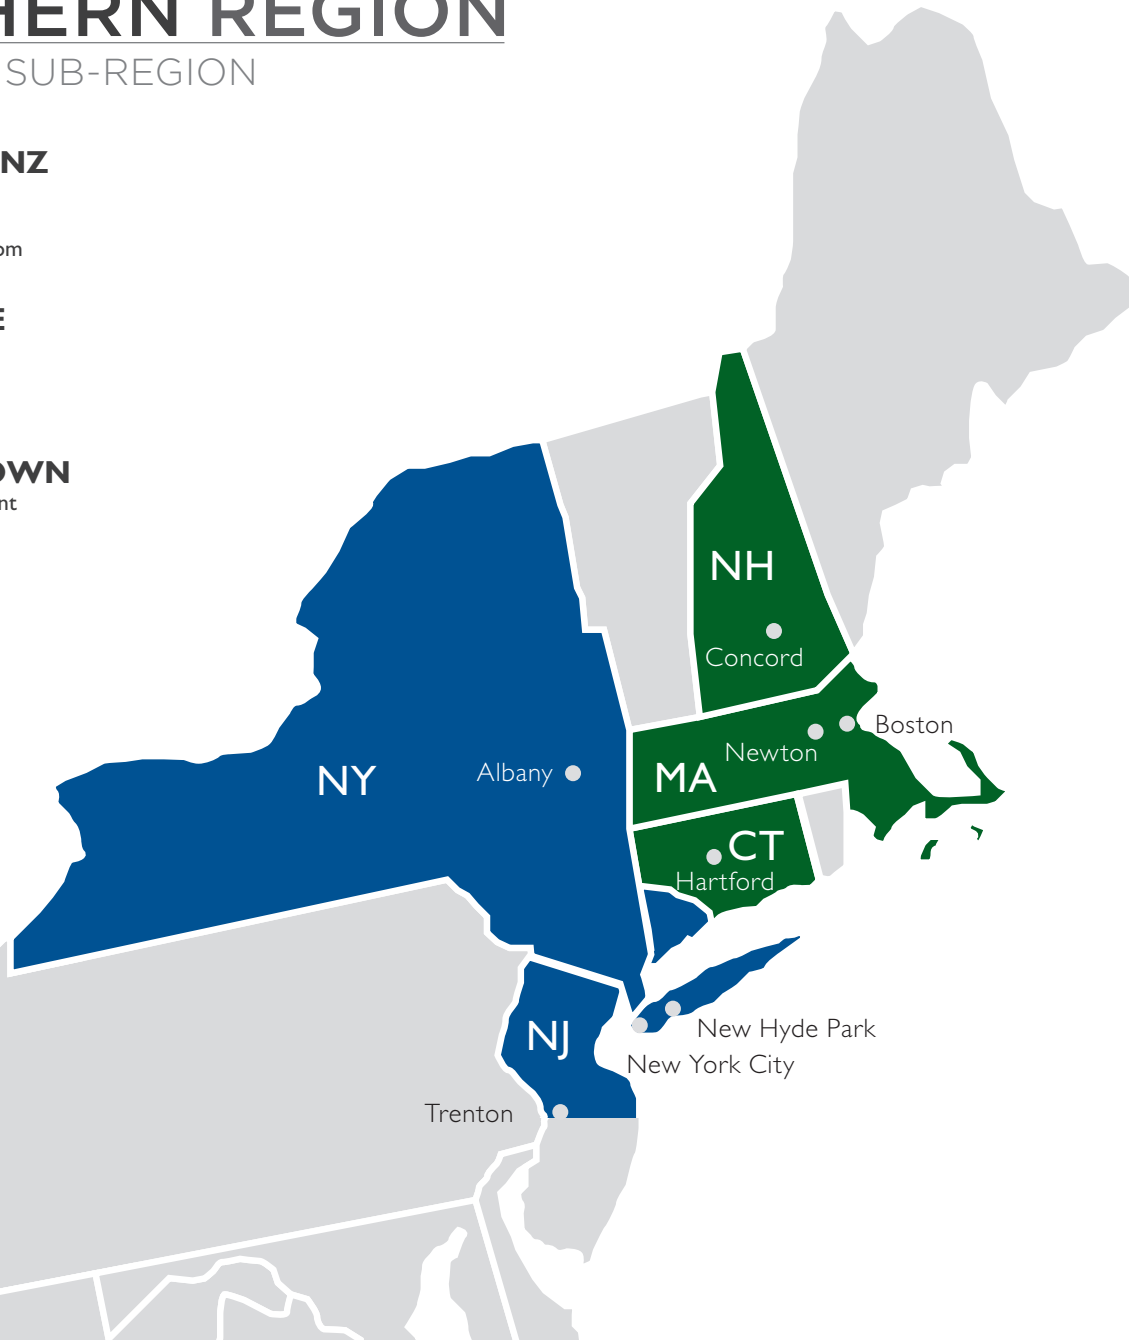 HERN REGION
SUB-REGION
NZ
om
E
OWN
nt
NH
Concord
Boston
Newton
MA
NY
Albany
CT
Hartford
NJ
New Hyde Park
New York City
Trenton